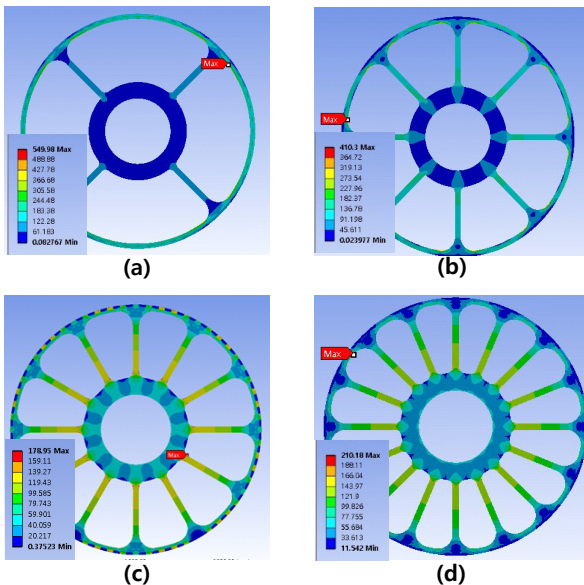 Max
549.98 Max
488.88
427.78
366.68
305.58
244.48
183.38
122.28
61.183
0.082767 Min
(a)
Max
410.3 Max
364.72
319.13
273.54
227.96
182.37
136.78
91.198
45.611
0.023977 Min
(b)
Max
178.95 Max
159.11
139.27
119.43
99.585
79.743
59.901
40.059
20.217
0.37523 Min
(c)
Max
210.18 Max
188.11
166.04
143.97
121.9
99.826
77.755
55.684
33.613
11.542 Min
(d)